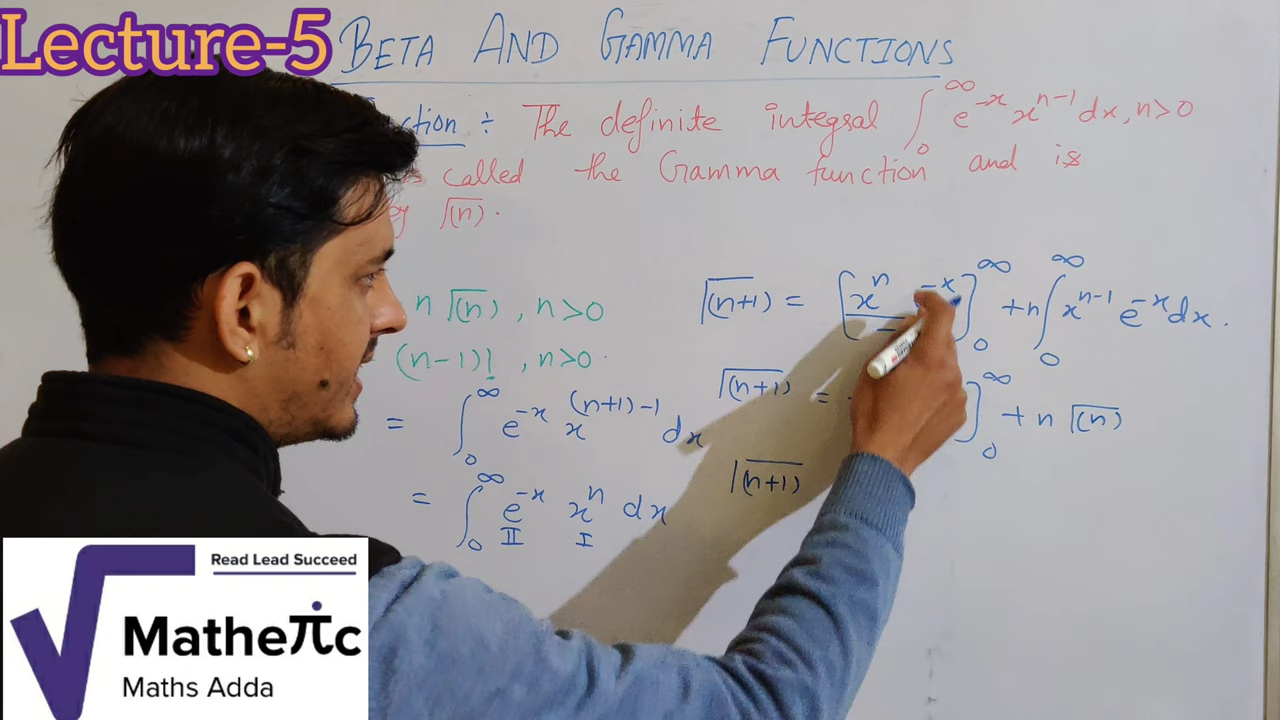 Lecture-5
BETA AND GAMMA FUNCTIONS
÷ The definite integral ∫₀^∞ e^{-x} x^{n-1} dx, n>0
called the Gamma function and is
Γ(n).
n Γ(n), n>0
(n-1)!, n>0
= ∫₀^∞ e^{-x} x^{(n+1)-1} dx
= ∫₀^∞ e^{-x} x^n dx
II I
Γ(n+1) = [x^n e^{-x}]₀^∞ + n ∫₀^∞ x^{n-1} e^{-x} dx.
Γ(n+1) = ]₀^∞ + n Γ(n)
Γ(n+1)
Read Lead Succeed
Matheπc
Maths Adda